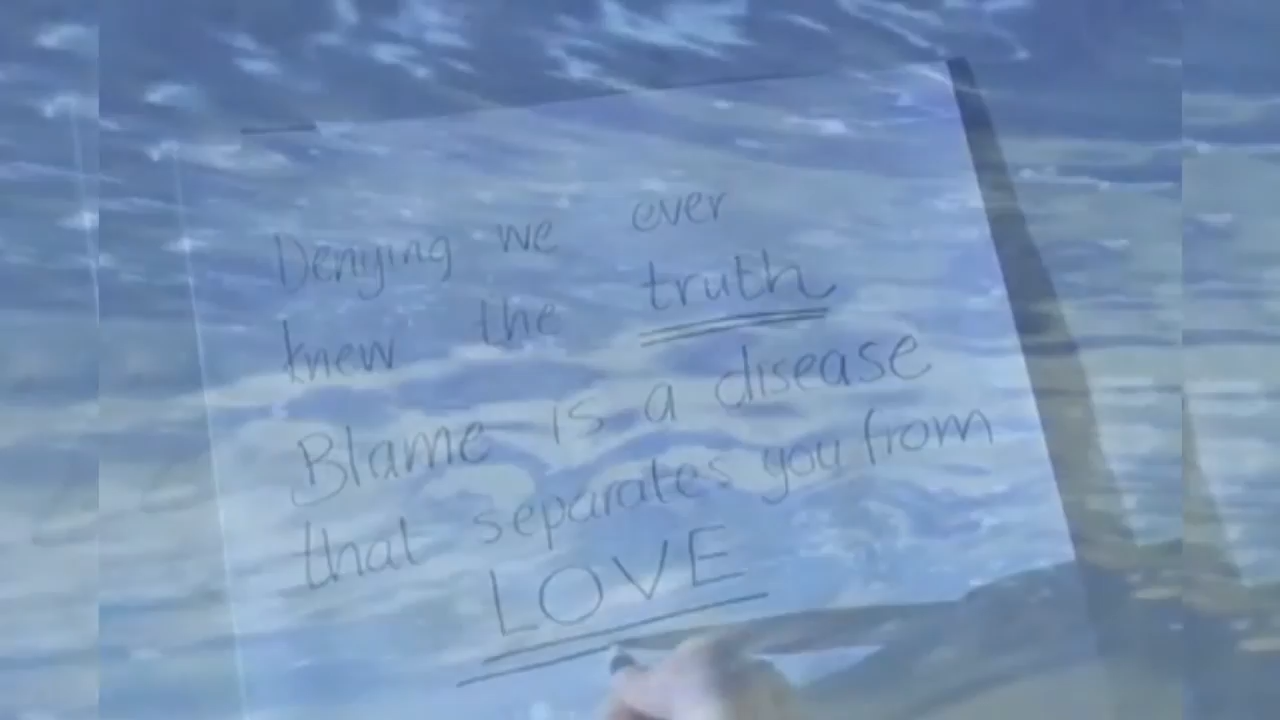 Denying we ever
knew the truth
Blame is a disease
that separates you from
LOVE